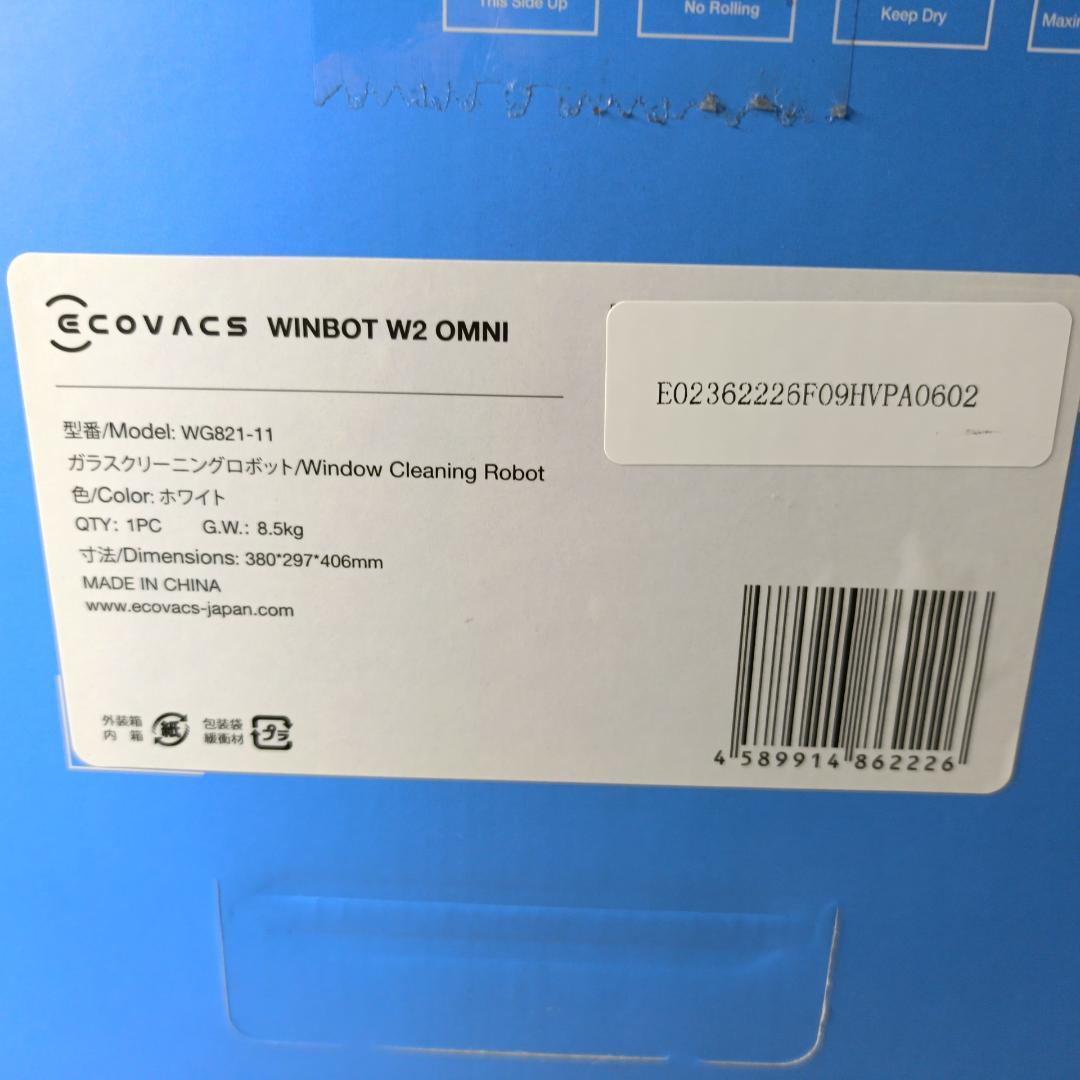 This Side Up
No Rolling
Keep Dry
ECOVACS WINBOT W2 OMNI
E02362226F09HVPA0602
型番/Model: WG821-11
ガラスクリーニングロボット/Window Cleaning Robot
色/Color: ホワイト
QTY: 1PC G.W.: 8.5kg
寸法/Dimensions: 380*297*406mm
MADE IN CHINA
www.ecovacs-japan.com
外装箱
内 箱
紙
包装袋
緩衝材
プラ
4 589914 862226